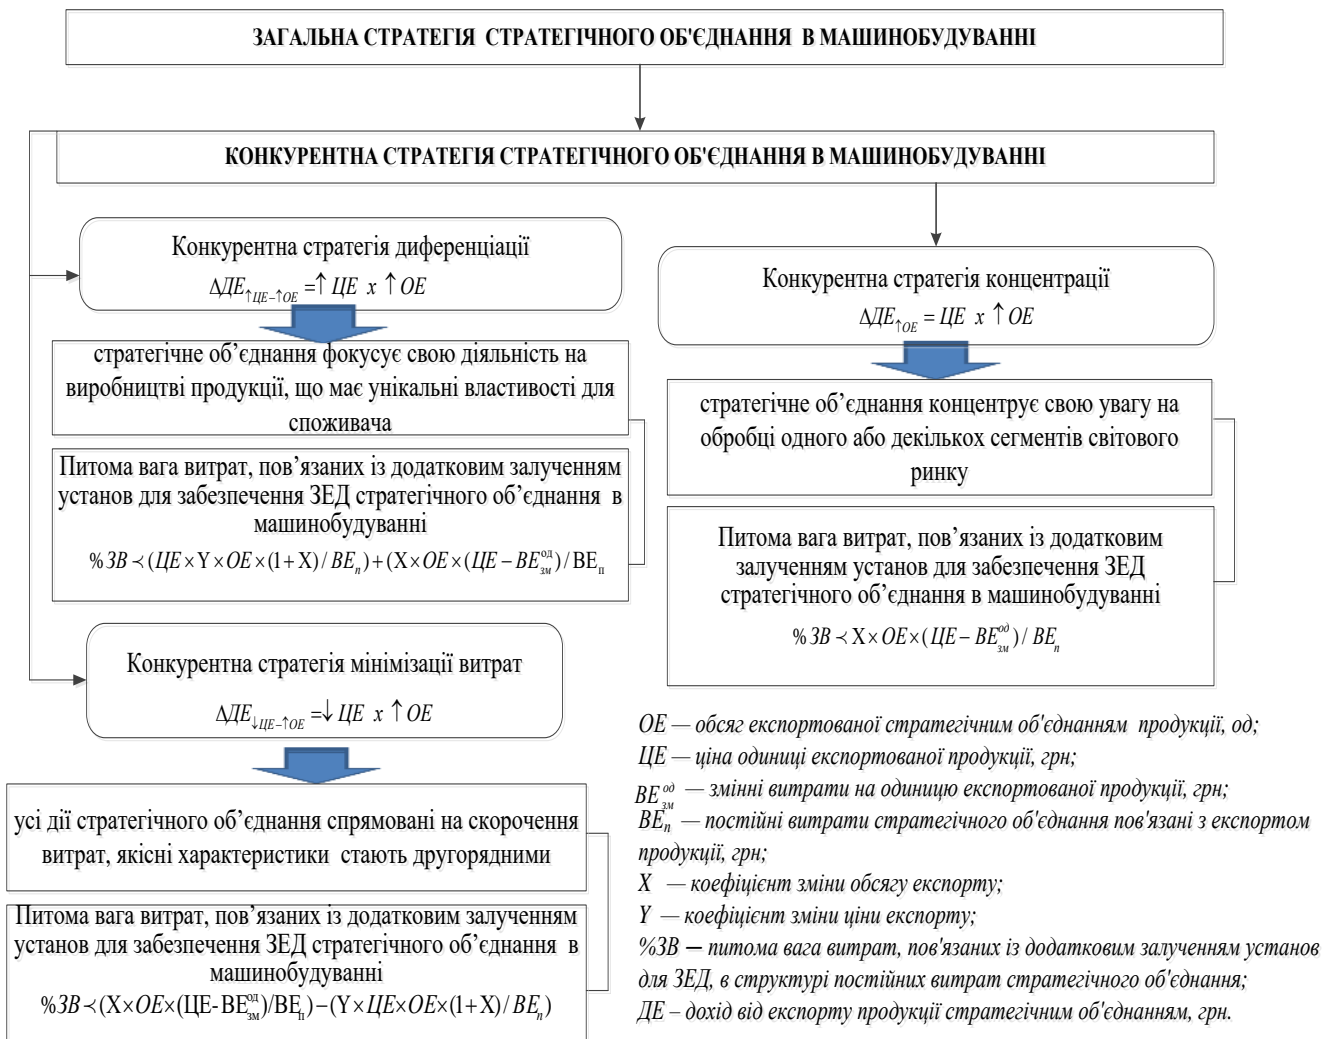 ЗАГАЛЬНА СТРАТЕГІЯ СТРАТЕГІЧНОГО ОБ'ЄДНАННЯ В МАШИНОБУДУВАННІ
КОНКУРЕНТНА СТРАТЕГІЯ СТРАТЕГІЧНОГО ОБ'ЄДНАННЯ В МАШИНОБУДУВАННІ
Конкурентна стратегія диференціації
ΔДЕ↑ЦЕ–↑ОЕ =↑ ЦЕ x ↑ ОЕ
стратегічне об’єднання фокусує свою діяльність на
виробництві продукції, що має унікальні властивості для
споживача
Питома вага витрат, пов’язаних із додатковим залученням
установ для забезпечення ЗЕД стратегічного об’єднання в
машинобудуванні
% ЗВ ≺ (ЦЕ × Y × ОЕ × (1 + X) / ВЕп) + (X × ОЕ × (ЦЕ − ВЕзм^од) / ВЕп
Конкурентна стратегія мінімізації витрат
ΔДЕ↓ЦЕ–↑ОЕ =↓ ЦЕ x ↑ ОЕ
усі дії стратегічного об’єднання спрямовані на скорочення
витрат, якісні характеристики стають другорядними
Питома вага витрат, пов’язаних із додатковим залученням
установ для забезпечення ЗЕД стратегічного об’єднання в
машинобудуванні
%ЗВ ≺ (X×ОЕ×(ЦЕ-ВЕзм^од)/ВЕп) − (Y×ЦЕ×ОЕ×(1+X) / ВЕп)
Конкурентна стратегія концентрації
ΔДЕ↑ОЕ = ЦЕ x ↑ ОЕ
стратегічне об’єднання концентрує свою увагу на
обробці одного або декількох сегментів світового
ринку
Питома вага витрат, пов’язаних із додатковим
залученням установ для забезпечення ЗЕД
стратегічного об’єднання в машинобудуванні
% ЗВ ≺ X × ОЕ × (ЦЕ − ВЕзм^од) / ВЕп
ОЕ — обсяг експортованої стратегічним об'єднанням продукції, од;
ЦЕ — ціна одиниці експортованої продукції, грн;
ВЕзм^од — змінні витрати на одиницю експортованої продукції, грн;
ВЕп — постійні витрати стратегічного об'єднання пов'язані з експортом
продукції, грн;
X — коефіцієнт зміни обсягу експорту;
Y — коефіцієнт зміни ціни експорту;
%ЗВ — питома вага витрат, пов'язаних із додатковим залученням установ
для ЗЕД, в структурі постійних витрат стратегічного об'єднання;
ДЕ – дохід від експорту продукції стратегічним об'єднанням, грн.